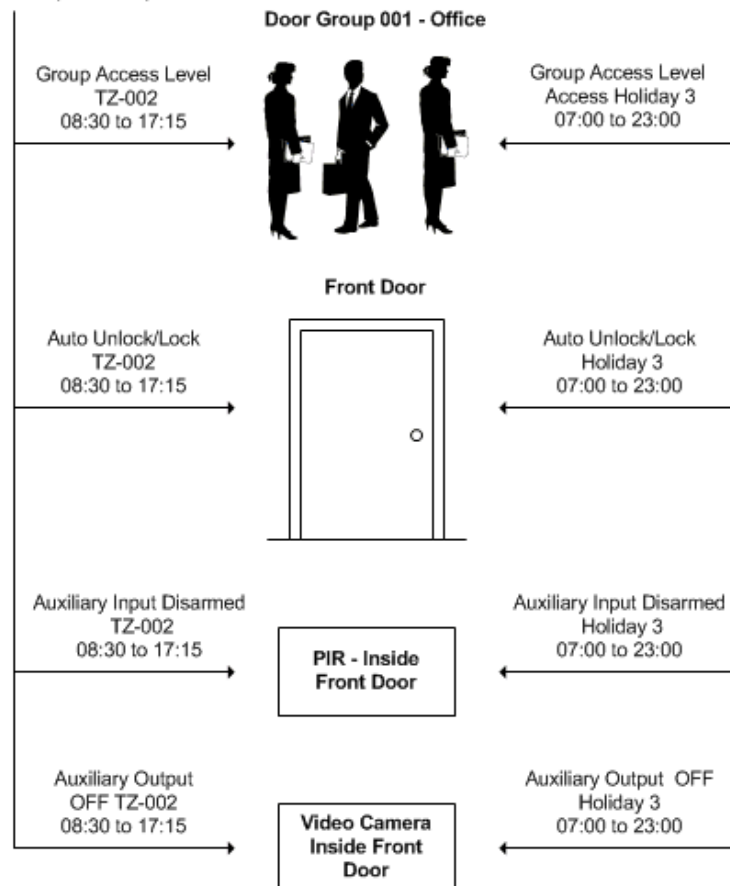 Door Group 001 - Office
Group Access Level
TZ-002
08:30 to 17:15
Group Access Level
Access Holiday 3
07:00 to 23:00
Front Door
Auto Unlock/Lock
TZ-002
08:30 to 17:15
Auto Unlock/Lock
Holiday 3
07:00 to 23:00
Auxiliary Input Disarmed
TZ-002
08:30 to 17:15
PIR - Inside
Front Door
Auxiliary Input Disarmed
Holiday 3
07:00 to 23:00
Auxiliary Output
OFF TZ-002
08:30 to 17:15
Video Camera
Inside Front
Door
Auxiliary Output OFF
Holiday 3
07:00 to 23:00